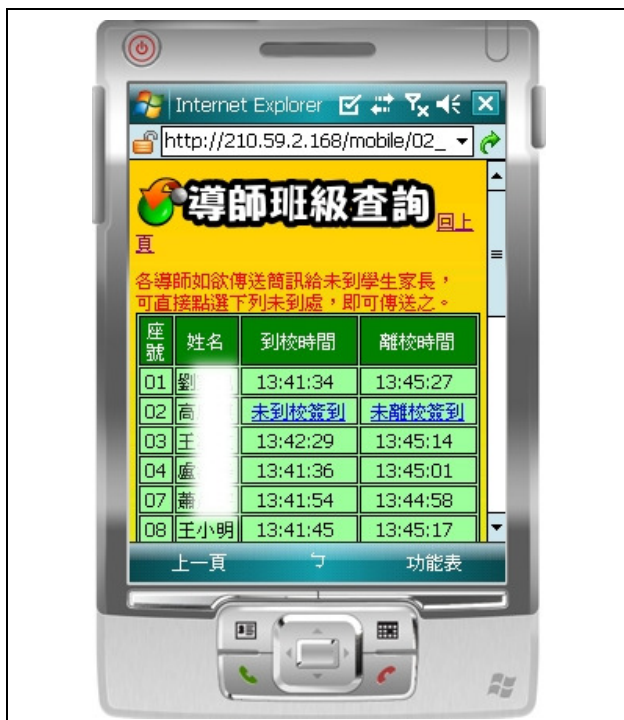 Internet Explorer
http://210.59.2.168/mobile/02_
導師班級查詢 回上
頁
各導師如欲傳送簡訊給未到學生家長，
可直接點選下列未到處，即可傳送之。
座號 姓名 到校時間 離校時間
01 劉 13:41:34 13:45:27
02 高 未到校簽到 未離校簽到
03 王 13:42:29 13:45:14
04 盧 13:41:36 13:45:01
07 蕭 13:41:54 13:44:58
08 王小明 13:41:45 13:45:17
上一頁 ㄅ 功能表